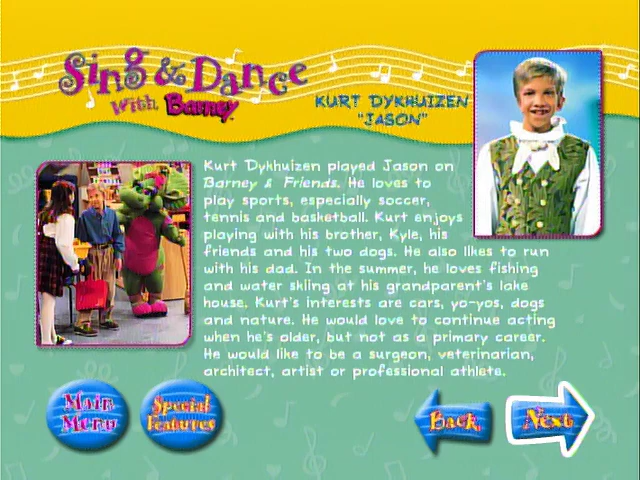 Sing & Dance
With Barney
KURT DYKHUIZEN
"JASON"
Kurt Dykhuizen played Jason on
Barney & Friends. He loves to
play sports, especially soccer,
tennis and basketball. Kurt enjoys
playing with his brother, Kyle, his
friends and his two dogs. He also likes to run
with his dad. In the summer, he loves fishing
and water skiing at his grandparent's lake
house. Kurt's interests are cars, yo-yos, dogs
and nature. He would love to continue acting
when he's older, but not as a primary career.
He would like to be a surgeon, veterinarian,
architect, artist or professional athlete.
Main
Menu
Special
Features
Back
Next